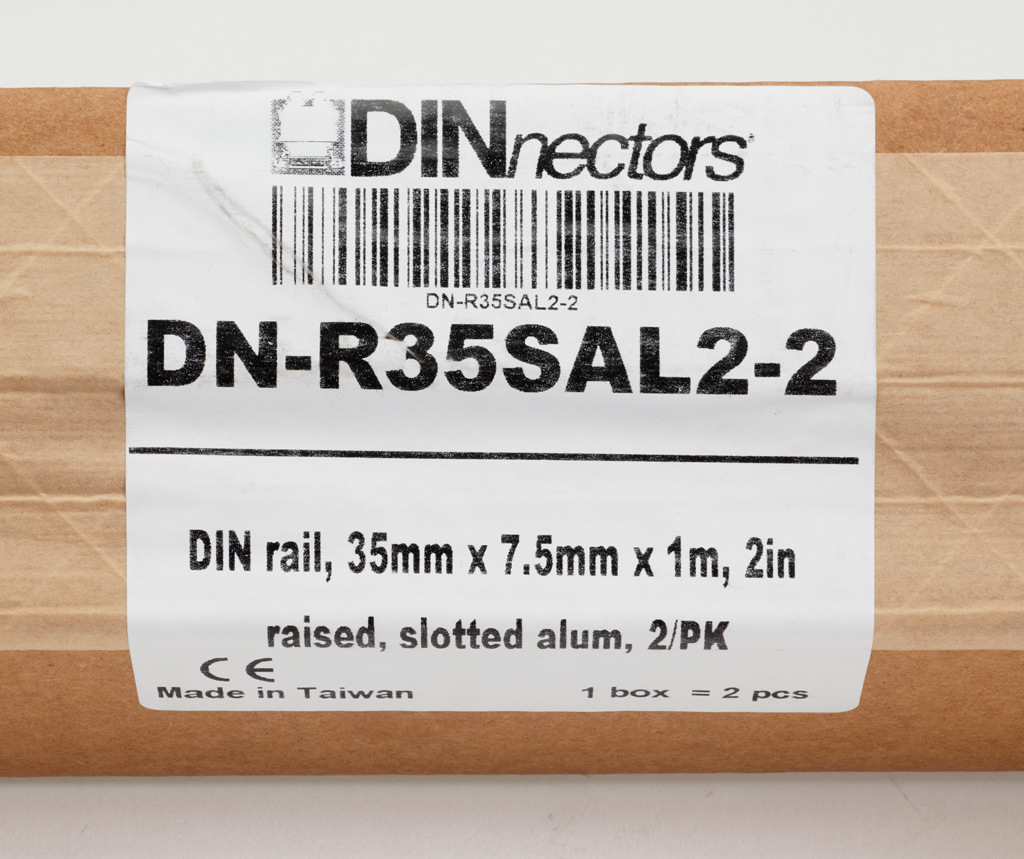 DINnectors
DN-R35SAL2-2
DN-R35SAL2-2
DIN rail, 35mm x 7.5mm x 1m, 2in
raised, slotted alum, 2/PK
CE
Made in Taiwan 1 box = 2 pcs